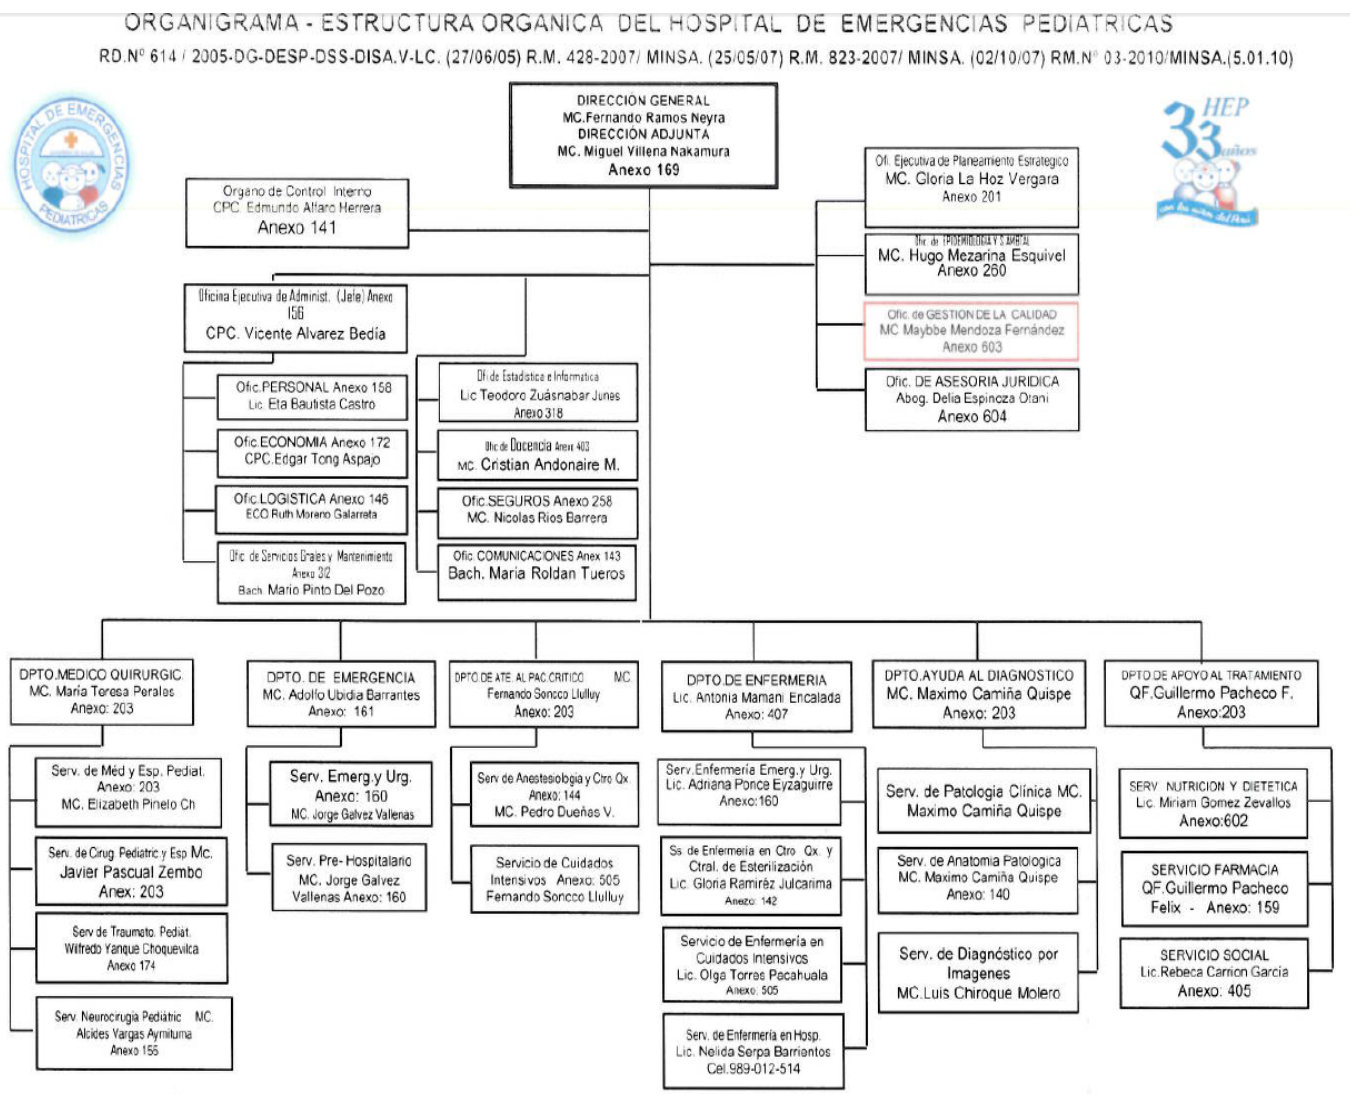 ORGANIGRAMA - ESTRUCTURA ORGANICA DEL HOSPITAL DE EMERGENCIAS PEDIATRICAS
RD.Nº 614 / 2005-DG-DESP-DSS-DISA.V-LC. (27/06/05) R.M. 428-2007/ MINSA. (25/05/07) R.M. 823-2007/ MINSA. (02/10/07) RM.Nº 03-2010/MINSA.(5.01.10)
HOSPITAL DE EMERGENCIAS
PEDIATRICAS
HEP
33
años
DIRECCIÓN GENERAL
MC.Fernando Ramos Neyra
DIRECCIÓN ADJUNTA
MC. Miguel Villena Nakamura
Anexo 169
Organo de Control Interno
CPC. Edmundo Alfaro Herrera
Anexo 141
Ofi. Ejecutiva de Planeamiento Estrategico
MC. Gloria La Hoz Vergara
Anexo 201
Ofic. de EPIDEMIOLOGIA Y S.AMBTAL
MC. Hugo Mezarina Esquivel
Anexo 260
Ofic. de GESTION DE LA CALIDAD
MC Maybbe Mendoza Fernández
Anexo 603
Ofic. DE ASESORIA JURIDICA
Abog. Delia Espinoza Otani
Anexo 604
Oficina Ejecutiva de Administ. (Jefe) Anexo
156
CPC. Vicente Alvarez Bedía
Ofic.PERSONAL Anexo 158
Lic. Eta Bautista Castro
Ofic.ECONOMIA Anexo 172
CPC.Edgar Tong Aspajo
Ofic.LOGISTICA Anexo 146
ECO Ruth Moreno Galarreta
Ofic. de Servicios Grales y Mantenimiento
Anexo 312
Bach. Mario Pinto Del Pozo
Ofi de Estadistica e Informatica
Lic Teodoro Zuásnabar Junes
Anexo 318
Ofic de Docencia Anexo 403
MC. Cristian Andonaire M.
Ofic.SEGUROS Anexo 258
MC. Nicolas Rios Barrera
Ofic.COMUNICACIONES Anex 143
Bach. Maria Roldan Tueros
DPTO.MEDICO QUIRURGIC.
MC. María Teresa Perales
Anexo: 203
DPTO. DE EMERGENCIA
MC. Adolfo Ubidia Barrantes
Anexo: 161
DPTO.DE ATE. AL PAC.CRITICO MC.
Fernando Soncco Llulluy
Anexo: 203
DPTO.DE ENFERMERIA
Lic. Antonia Mamani Encalada
Anexo: 407
DPTO.AYUDA AL DIAGNOSTICO
MC. Maximo Camiña Quispe
Anexo: 203
DPTO DE APOYO AL TRATAMIENTO
QF.Guillermo Pacheco F.
Anexo:203
Serv. de Méd y Esp. Pediat.
Anexo: 203
MC. Elizabeth Pinelo Ch
Serv. de Cirug. Pediatric y Esp Mc.
Javier Pascual Zembo
Anex: 203
Serv de Traumato. Pediát.
Wilfredo Yanque Choquevilca
Anexo 174
Serv. Neurocirugia Pediátric MC.
Alcides Vargas Aymituma
Anexo 155
Serv. Emerg.y Urg.
Anexo: 160
MC. Jorge Galvez Vallenas
Serv. Pre- Hospitalario
MC. Jorge Galvez
Vallenas Anexo: 160
Serv de Anestesiologia y Ctro Qx.
Anexo: 144
MC. Pedro Dueñas V.
Servicio de Cuidados
Intensivos Anexo: 505
Fernando Soncco Llulluy
Serv.Enfermería Emerg.y Urg.
Lic. Adriana Ponce Eyzaguirre
Anexo:160
Ss de Enfermería en Ctro Qx. y
Ctral. de Esterilización
Lic. Gloria Ramiréz Julcarima
Anezo: 142
Servicio de Enfermería en
Cuidados Intensivos
Lic. Olga Torres Pacahuala
Anexo: 505
Serv. de Enfermería en Hosp.
Lic. Nelida Serpa Barrientos
Cel.989-012-514
Serv. de Patologia Clínica MC.
Maximo Camiña Quispe
Serv. de Anatomia Patologica
MC. Maximo Camiña Quispe
Anexo: 140
Serv. de Diagnóstico por
Imagenes
MC.Luis Chiroque Molero
SERV. NUTRICION Y DIETETICA
Lic. Miriam Gomez Zevallos
Anexo:602
SERVICIO FARMACIA
QF.Guillermo Pacheco
Felix - Anexo: 159
SERVICIO SOCIAL
Lic.Rebeca Carrion Garcia
Anexo: 405